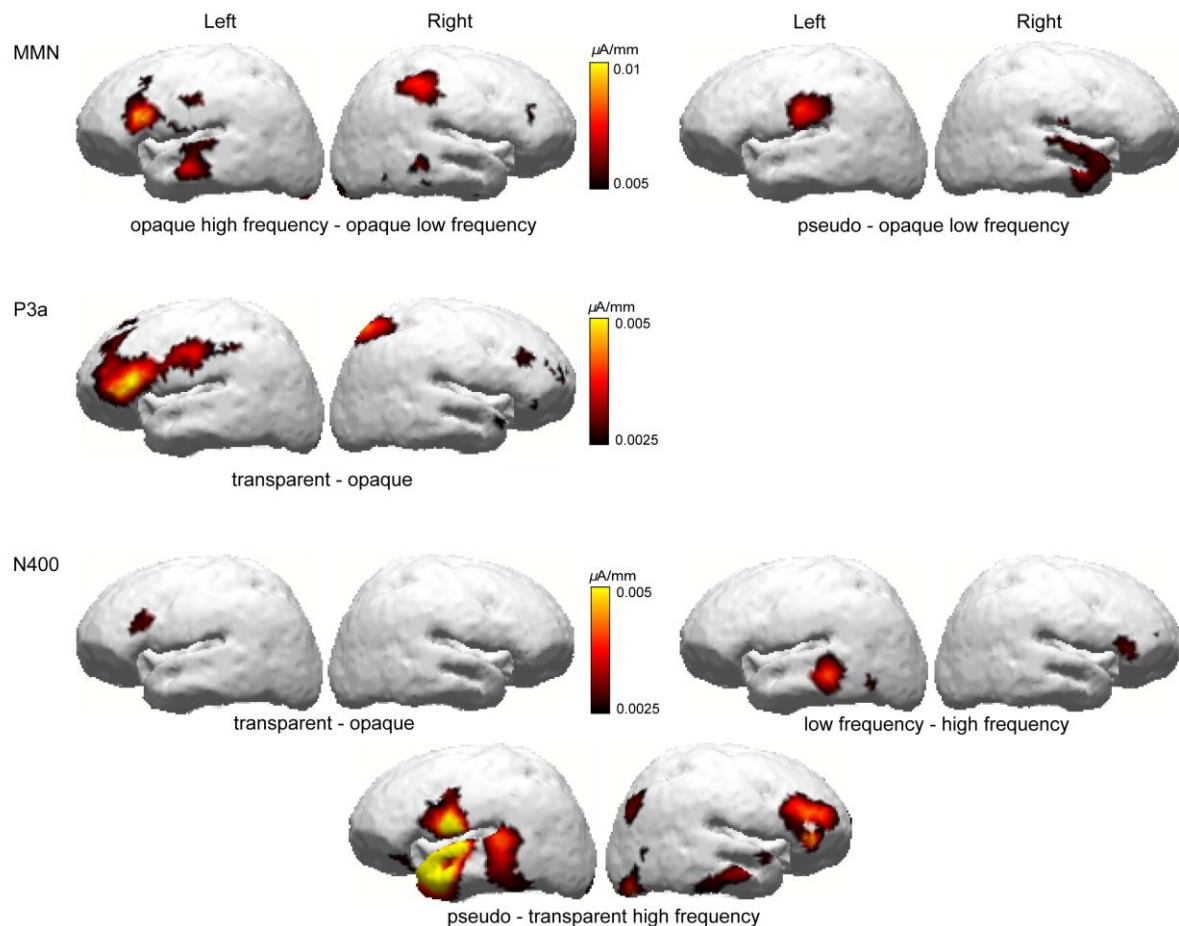 Left Right Left Right
MMN
μA/mm
0.01
0.005
opaque high frequency - opaque low frequency
pseudo - opaque low frequency
P3a
μA/mm
0.005
0.0025
transparent - opaque
N400
μA/mm
0.005
0.0025
transparent - opaque
low frequency - high frequency
pseudo - transparent high frequency